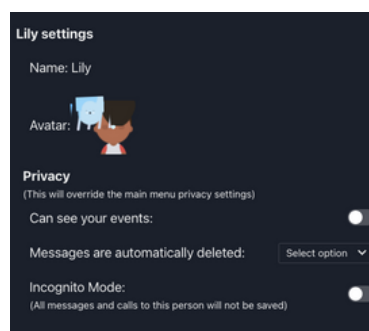 Lily settings
Name: Lily
Avatar:
Privacy
(This will override the main menu privacy settings)
Can see your events:
Messages are automatically deleted: Select option
Incognito Mode:
(All messages and calls to this person will not be saved)